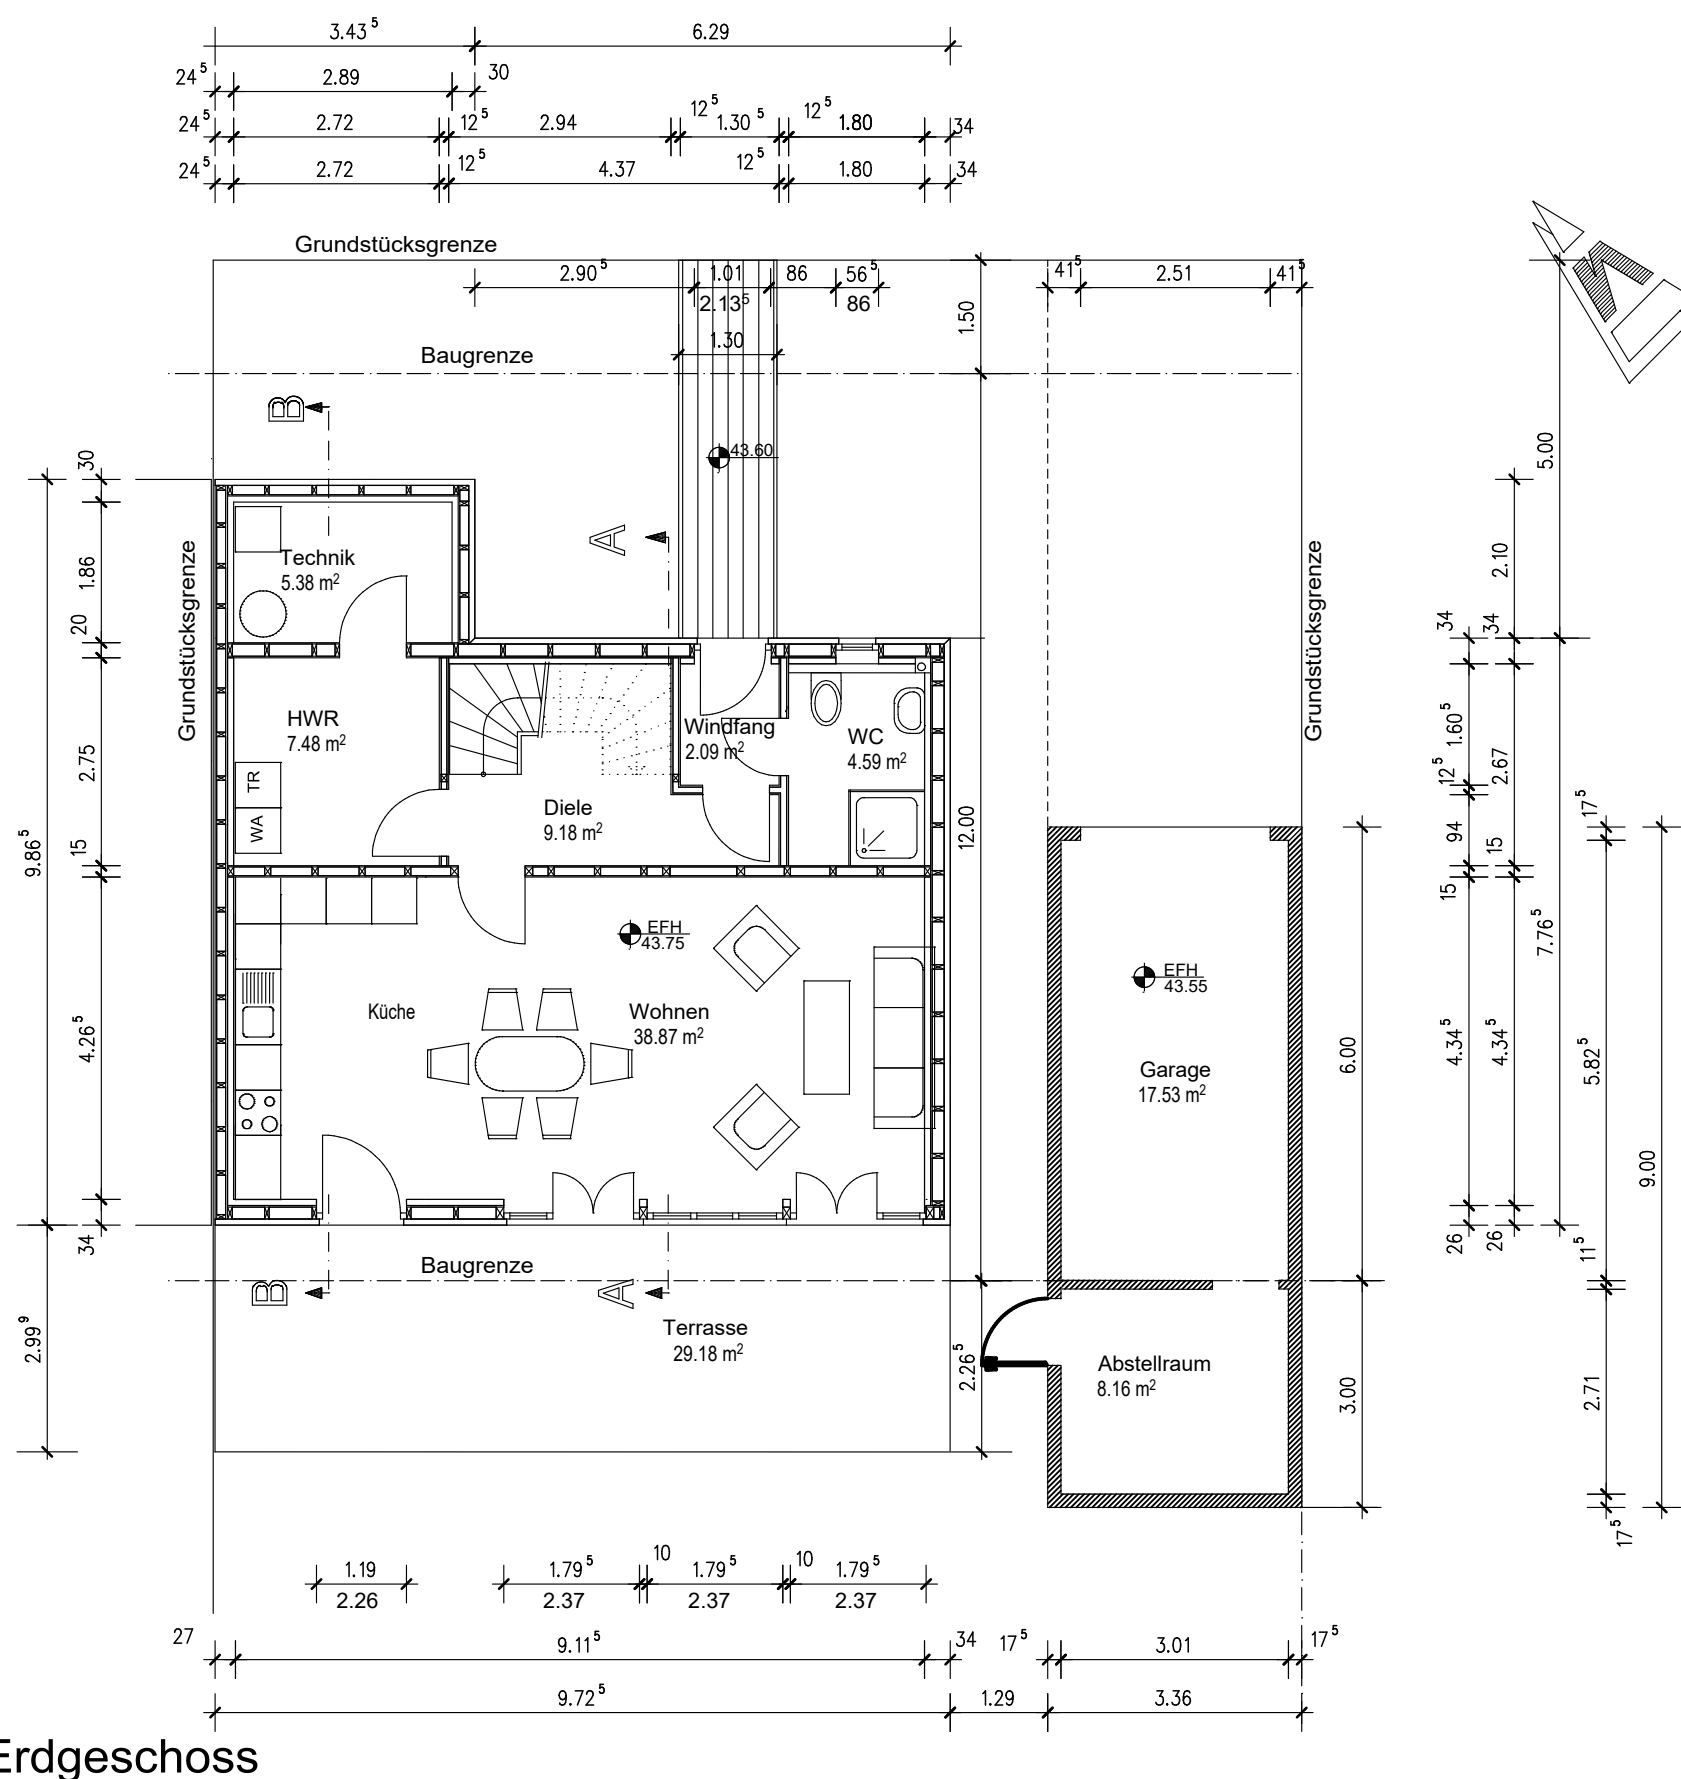 3.43⁵ 6.29
24⁵ 2.89 30
24⁵ 2.72 12⁵ 2.94 12⁵ 1.30⁵ 12⁵ 1.80 34
24⁵ 2.72 12⁵ 4.37 12⁵ 1.80 34
Grundstücksgrenze
2.90⁵ 1.01 86 56⁵ 41⁵ 2.51 41⁵
2.13⁵ 86
1.30
1.50
Baugrenze
B
43.60
A
5.00
30
1.86
20
2.75
15
4.26⁵
34
9.86⁵
2.99⁹
Grundstücksgrenze
Technik
5.38 m²
HWR
7.48 m²
TR
WA
Diele
9.18 m²
Windfang
2.09 m²
WC
4.59 m²
12.00
Grundstücksgrenze
EFH
43.75
Küche
Wohnen
38.87 m²
EFH
43.55
Garage
17.53 m²
34
1.60⁵
12⁵
94
15
4.34⁵
26
2.10
34
2.67
15
4.34⁵
26
7.76⁵
17⁵
5.82⁵
11⁵
2.71
17⁵
6.00
3.00
9.00
Baugrenze
B
A
Terrasse
29.18 m²
2.26⁵
Abstellraum
8.16 m²
1.19 1.79⁵ 10 1.79⁵ 10 1.79⁵
2.26 2.37 2.37 2.37
27 9.11⁵ 34 17⁵ 3.01 17⁵
9.72⁵ 1.29 3.36
Erdgeschoss